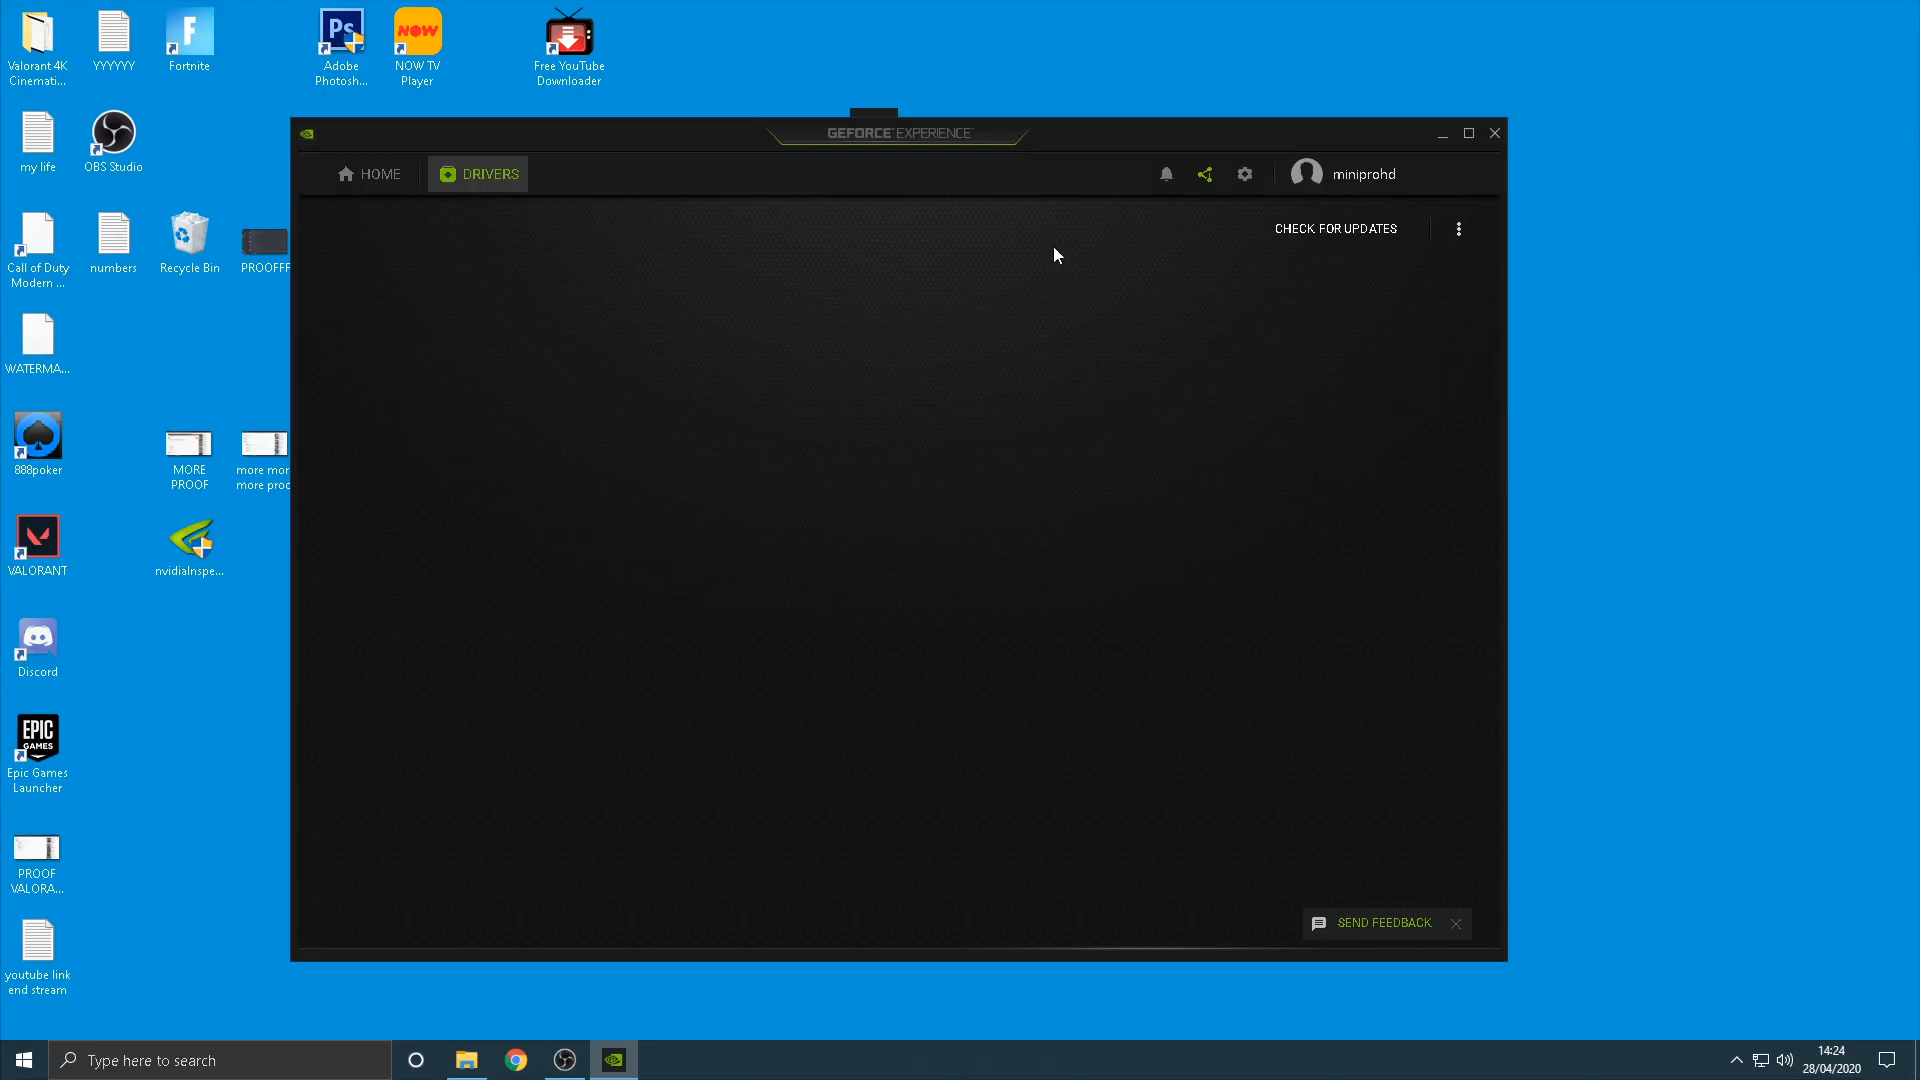 Valorant 4K
Cinemati...
YYYYYY
Fortnite
Ps
Adobe
Photosh...
NOW
NOW TV
Player
Free YouTube
Downloader
my life
OBS Studio
Call of Duty
Modern ...
numbers
Recycle Bin
PROOFFF
WATERMA...
888poker
MORE
PROOF
more mor
more proc
VALORANT
nvidiaInspe...
Discord
EPIC
GAMES
Epic Games
Launcher
PROOF
VALORA...
youtube link
end stream
GEFORCE EXPERIENCE
HOME
DRIVERS
miniprohd
CHECK FOR UPDATES
SEND FEEDBACK
Type here to search
14:24
28/04/2020